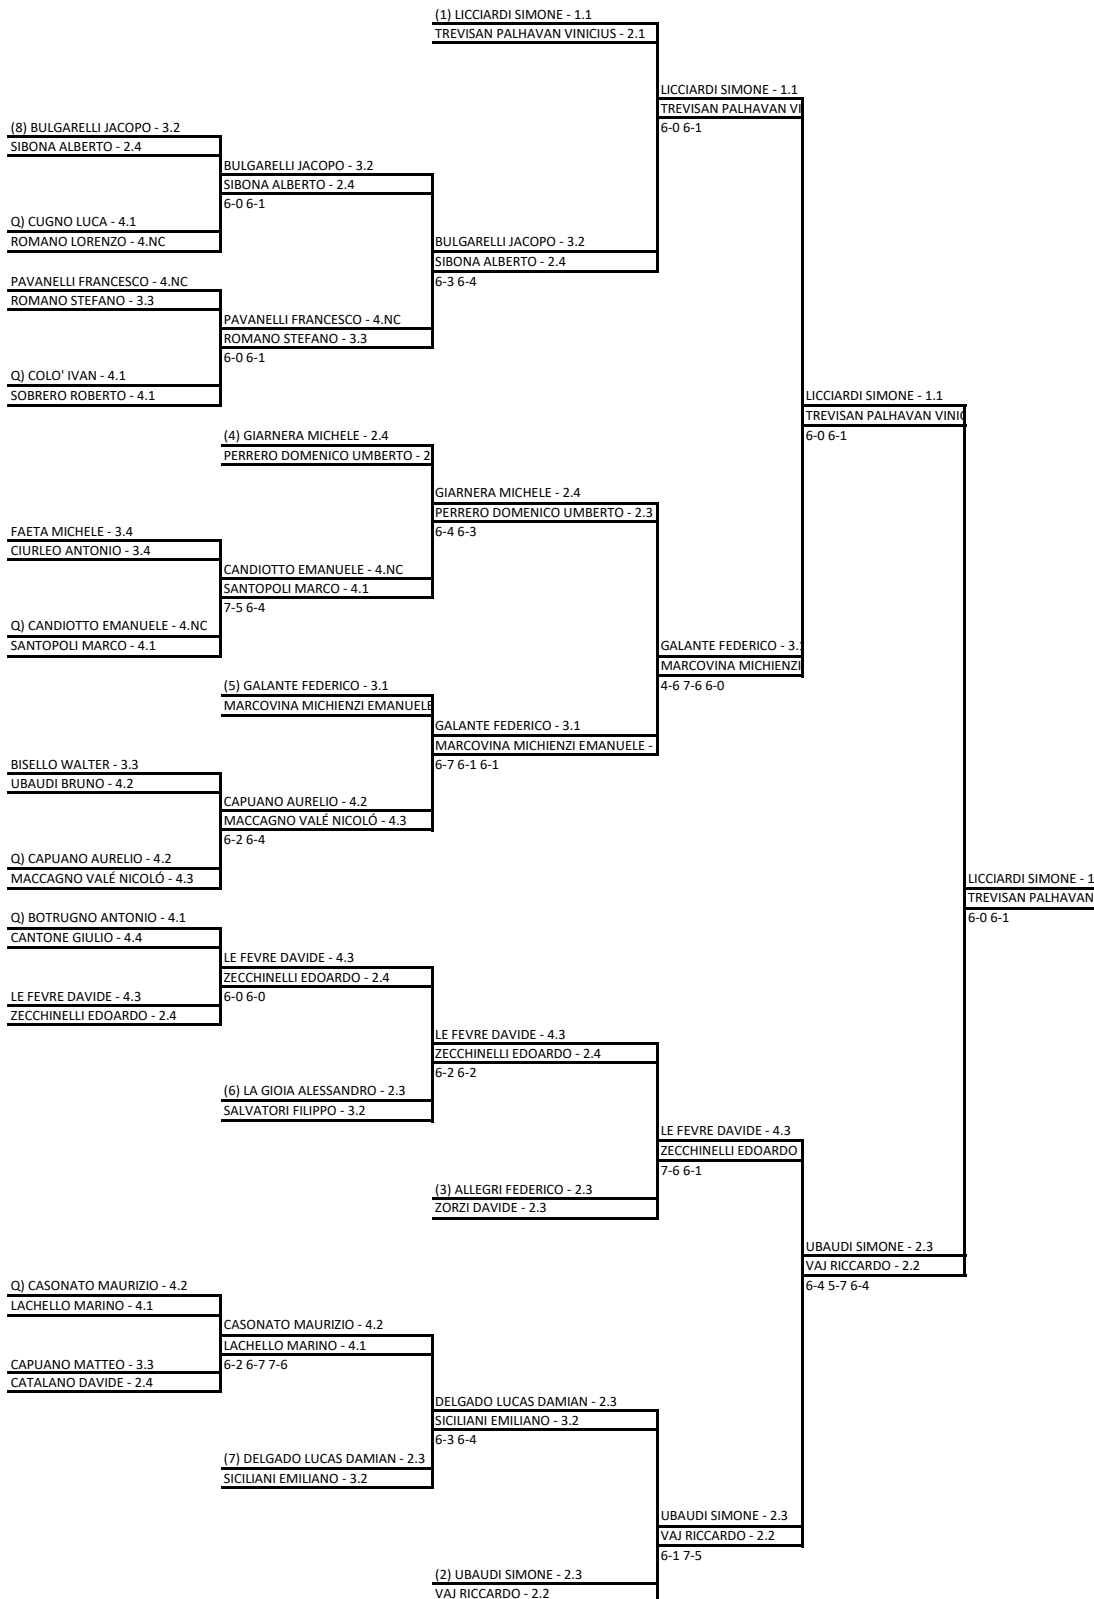 (1) LICCIARDI SIMONE - 1.1
TREVISAN PALHAVAN VINICIUS - 2.1
LICCIARDI SIMONE - 1.1
TREVISAN PALHAVAN VI
6-0 6-1
(8) BULGARELLI JACOPO - 3.2
SIBONA ALBERTO - 2.4
BULGARELLI JACOPO - 3.2
SIBONA ALBERTO - 2.4
6-0 6-1
Q) CUGNO LUCA - 4.1
ROMANO LORENZO - 4.NC
BULGARELLI JACOPO - 3.2
SIBONA ALBERTO - 2.4
6-3 6-4
PAVANELLI FRANCESCO - 4.NC
ROMANO STEFANO - 3.3
PAVANELLI FRANCESCO - 4.NC
ROMANO STEFANO - 3.3
6-0 6-1
Q) COLO' IVAN - 4.1
SOBRERO ROBERTO - 4.1
LICCIARDI SIMONE - 1.1
TREVISAN PALHAVAN VINIC
6-0 6-1
(4) GIARNERA MICHELE - 2.4
PERRERO DOMENICO UMBERTO - 2
GIARNERA MICHELE - 2.4
PERRERO DOMENICO UMBERTO - 2.3
6-4 6-3
FAETA MICHELE - 3.4
CIURLEO ANTONIO - 3.4
CANDIOTTO EMANUELE - 4.NC
SANTOPOLI MARCO - 4.1
7-5 6-4
Q) CANDIOTTO EMANUELE - 4.NC
SANTOPOLI MARCO - 4.1
GALANTE FEDERICO - 3.1
MARCOVINA MICHIENZI
4-6 7-6 6-0
(5) GALANTE FEDERICO - 3.1
MARCOVINA MICHIENZI EMANUELE
GALANTE FEDERICO - 3.1
MARCOVINA MICHIENZI EMANUELE -
6-7 6-1 6-1
BISELLO WALTER - 3.3
UBAUDI BRUNO - 4.2
CAPUANO AURELIO - 4.2
MACCAGNO VALÉ NICOLÓ - 4.3
6-2 6-4
Q) CAPUANO AURELIO - 4.2
MACCAGNO VALÉ NICOLÓ - 4.3
LICCIARDI SIMONE - 1
TREVISAN PALHAVAN
6-0 6-1
Q) BOTRUGNO ANTONIO - 4.1
CANTONE GIULIO - 4.4
LE FEVRE DAVIDE - 4.3
ZECCHINELLI EDOARDO - 2.4
6-0 6-0
LE FEVRE DAVIDE - 4.3
ZECCHINELLI EDOARDO - 2.4
LE FEVRE DAVIDE - 4.3
ZECCHINELLI EDOARDO - 2.4
6-2 6-2
(6) LA GIOIA ALESSANDRO - 2.3
SALVATORI FILIPPO - 3.2
LE FEVRE DAVIDE - 4.3
ZECCHINELLI EDOARDO
7-6 6-1
(3) ALLEGRI FEDERICO - 2.3
ZORZI DAVIDE - 2.3
UBAUDI SIMONE - 2.3
VAJ RICCARDO - 2.2
6-4 5-7 6-4
Q) CASONATO MAURIZIO - 4.2
LACHELLO MARINO - 4.1
CASONATO MAURIZIO - 4.2
LACHELLO MARINO - 4.1
6-2 6-7 7-6
CAPUANO MATTEO - 3.3
CATALANO DAVIDE - 2.4
DELGADO LUCAS DAMIAN - 2.3
SICILIANI EMILIANO - 3.2
6-3 6-4
(7) DELGADO LUCAS DAMIAN - 2.3
SICILIANI EMILIANO - 3.2
UBAUDI SIMONE - 2.3
VAJ RICCARDO - 2.2
6-1 7-5
(2) UBAUDI SIMONE - 2.3
VAJ RICCARDO - 2.2